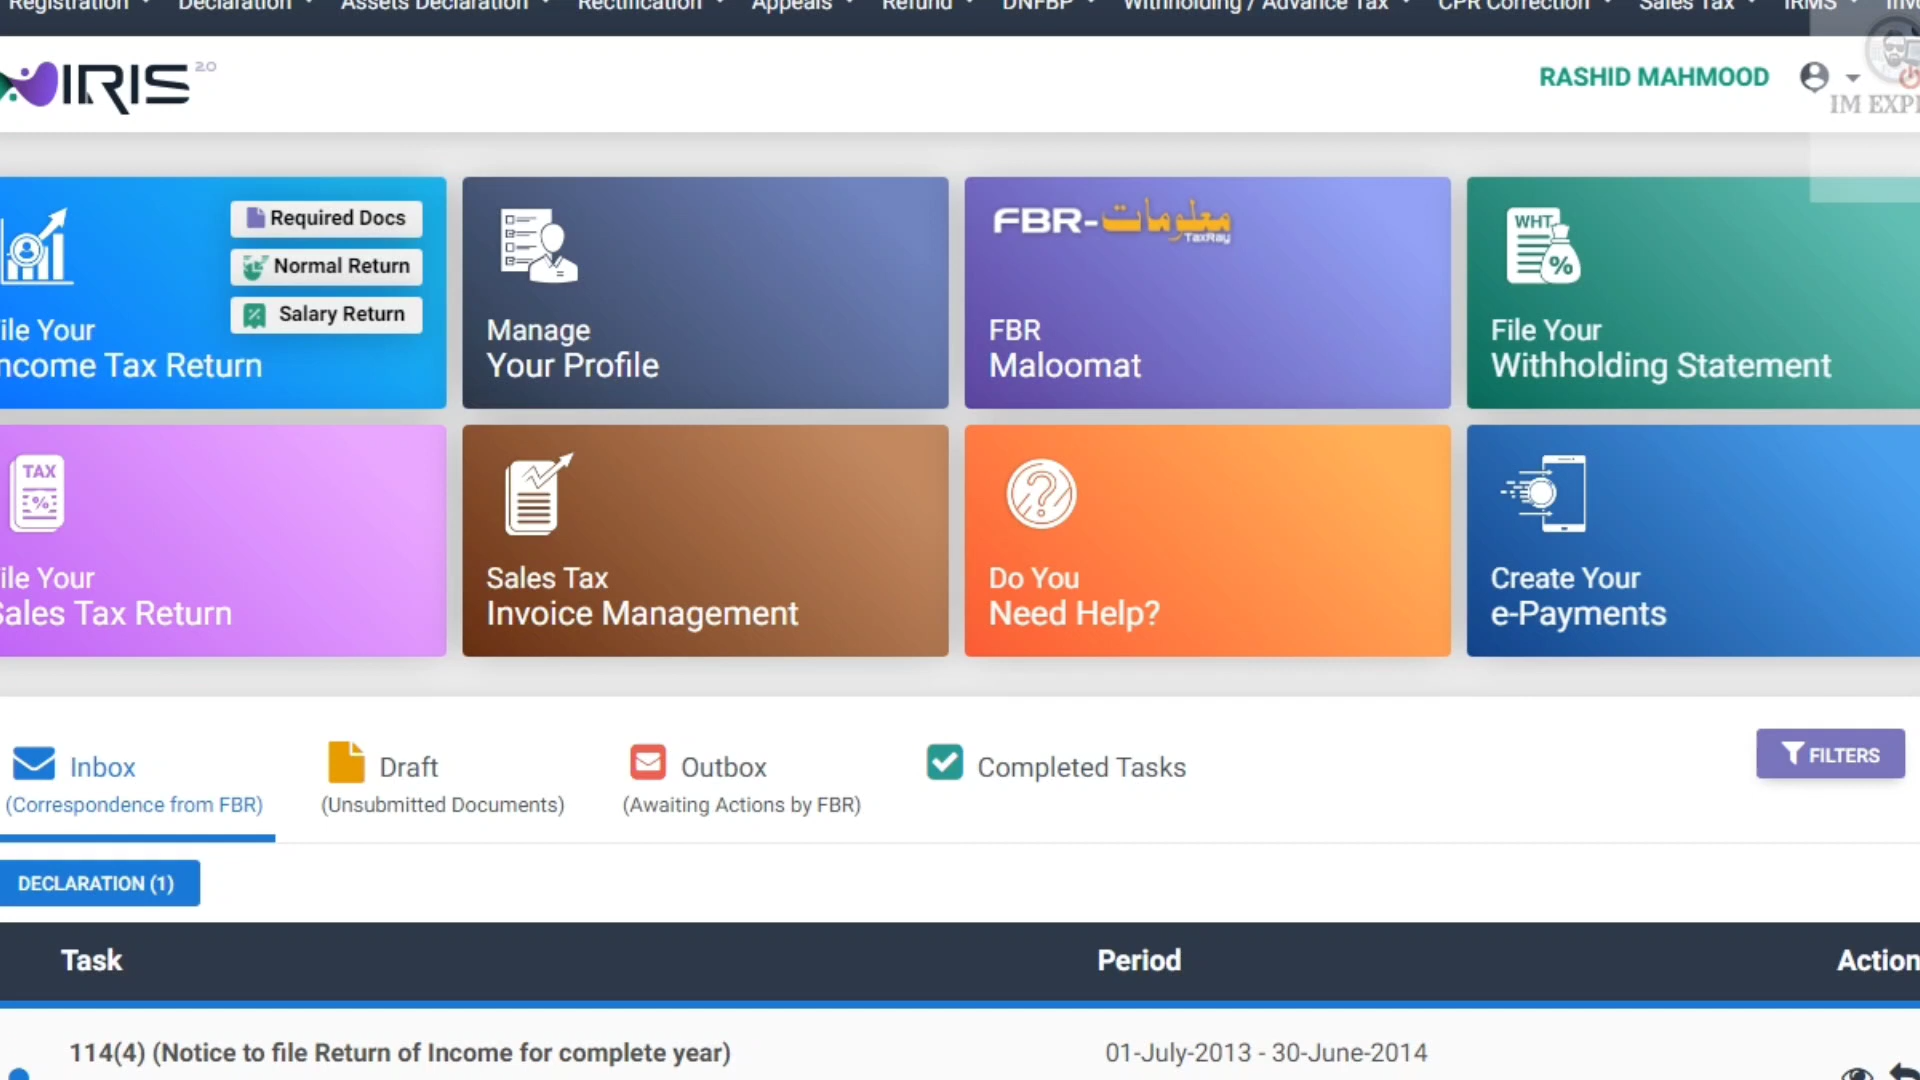 Registration Declaration Assets Declaration Rectification Appeals Refund DNFBP Withholding / Advance Tax CPR Correction Sales Tax IRMS
IRIS 2.0
RASHID MAHMOOD
IM EXP
Required Docs
Normal Return
Salary Return
ile Your
ncome Tax Return
Manage
Your Profile
FBR-معلومات
TaxRay
FBR
Maloomat
WHT
%
File Your
Withholding Statement
TAX
%
ile Your
Sales Tax Return
Sales Tax
Invoice Management
?
Do You
Need Help?
Create Your
e-Payments
Inbox
(Correspondence from FBR)
Draft
(Unsubmitted Documents)
Outbox
(Awaiting Actions by FBR)
Completed Tasks
FILTERS
DECLARATION (1)
Task Period Action
114(4) (Notice to file Return of Income for complete year) 01-July-2013 - 30-June-2014